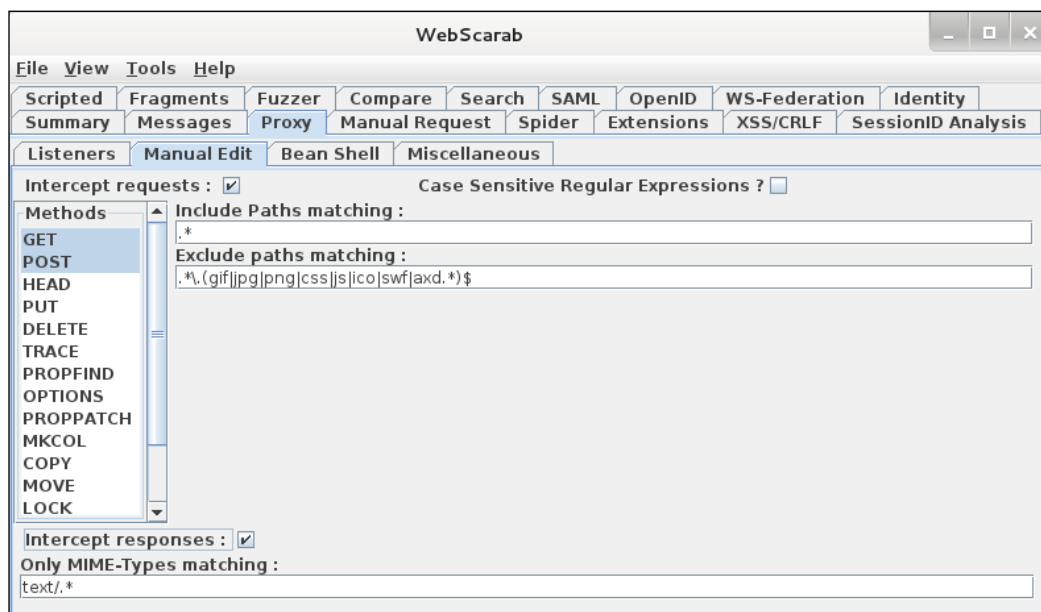 WebScarab
File View Tools Help
Scripted Fragments Fuzzer Compare Search SAML OpenID WS-Federation Identity
Summary Messages Proxy Manual Request Spider Extensions XSS/CRLF SessionID Analysis
Listeners Manual Edit Bean Shell Miscellaneous
Intercept requests : Case Sensitive Regular Expressions ?
Methods
GET
POST
HEAD
PUT
DELETE
TRACE
PROPFIND
OPTIONS
PROPPATCH
MKCOL
COPY
MOVE
LOCK
Include Paths matching :
.*
Exclude paths matching :
.*\.(gif|jpg|png|css|js|ico|swf|axd.*)$
Intercept responses :
Only MIME-Types matching :
text/.*